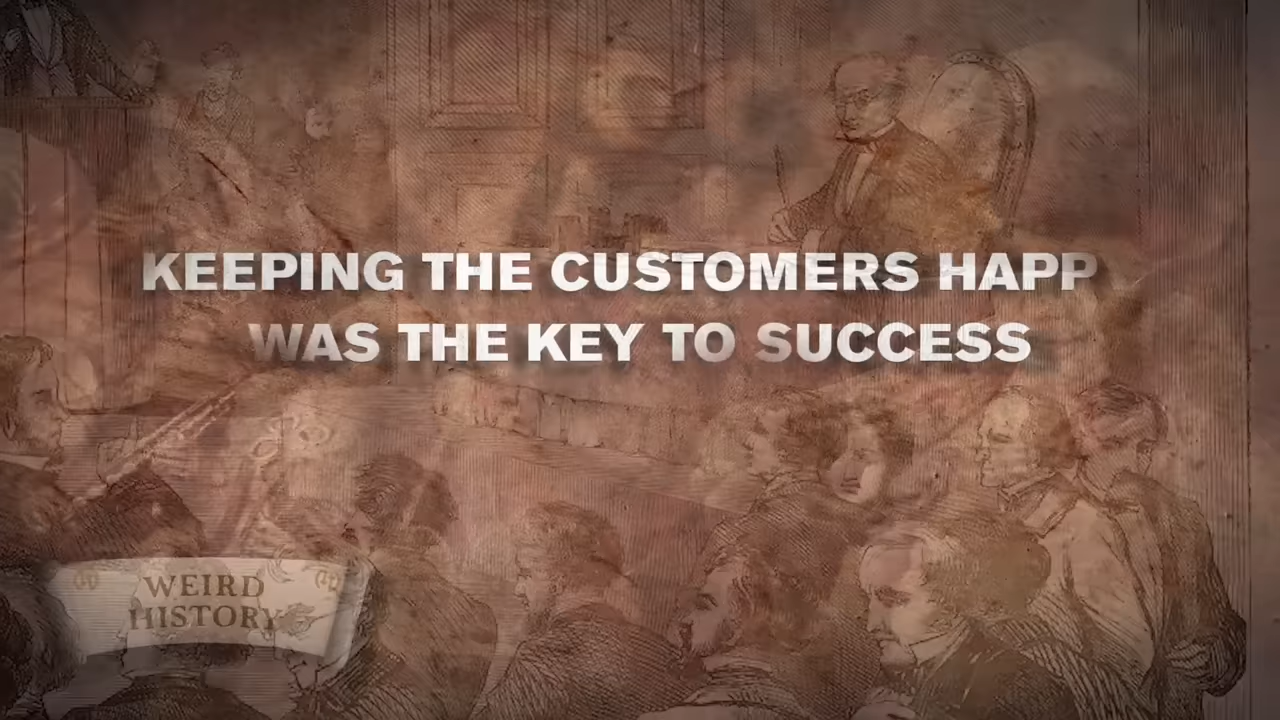 KEEPING THE CUSTOMERS HAPP
WAS THE KEY TO SUCCESS
WEIRD
HISTORY